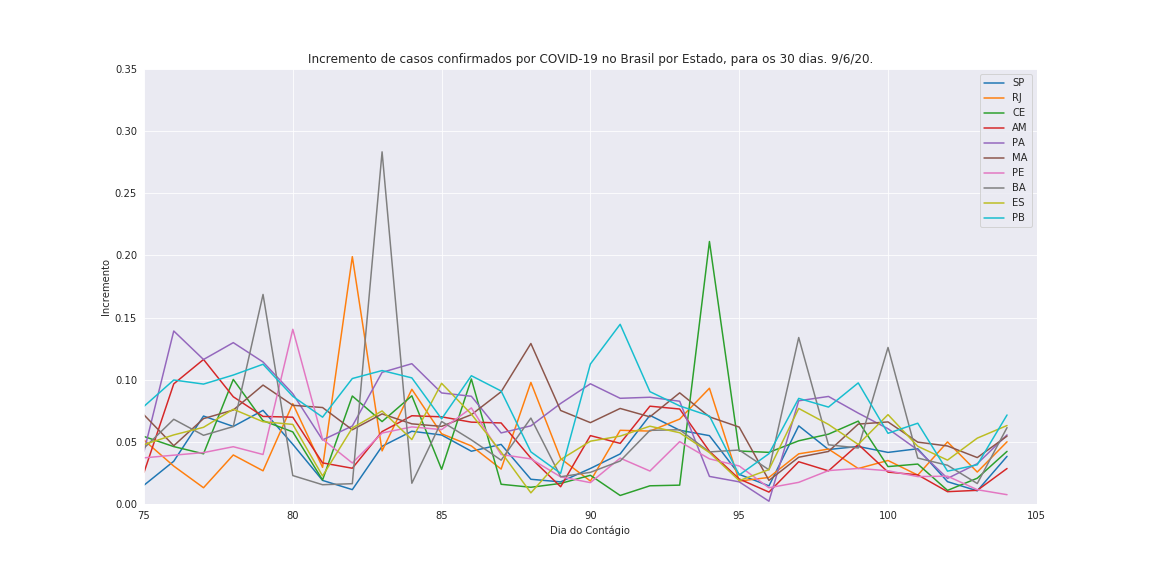 Incremento de casos confirmados por COVID-19 no Brasil por Estado, para os 30 dias. 9/6/20.
0.35
0.30
0.25
0.20
0.15
0.10
0.05
0.00
Incremento
SP
RJ
CE
AM
PA
MA
PE
BA
ES
PB
75 80 85 90 95 100 105
Dia do Contágio